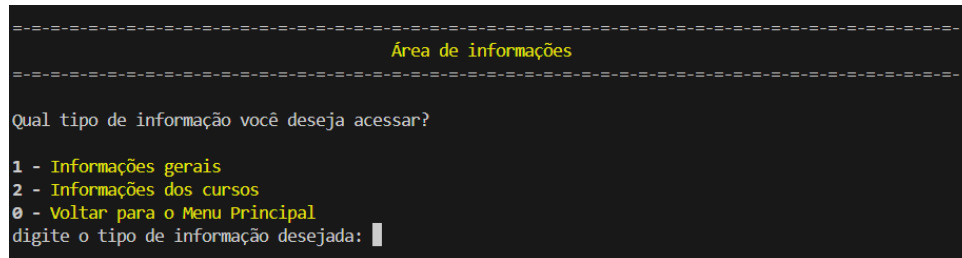 =-=-=-=-=-=-=-=-=-=-=-=-=-=-=-=-=-=-=-=-=-=-=-=-=-=-=-=-=-=-=-=-=-=-=-=-=-=-=-=-=-
Área de informações
=-=-=-=-=-=-=-=-=-=-=-=-=-=-=-=-=-=-=-=-=-=-=-=-=-=-=-=-=-=-=-=-=-=-=-=-=-=-=-=-=-
Qual tipo de informação você deseja acessar?
1 - Informações gerais
2 - Informações dos cursos
0 - Voltar para o Menu Principal
digite o tipo de informação desejada: